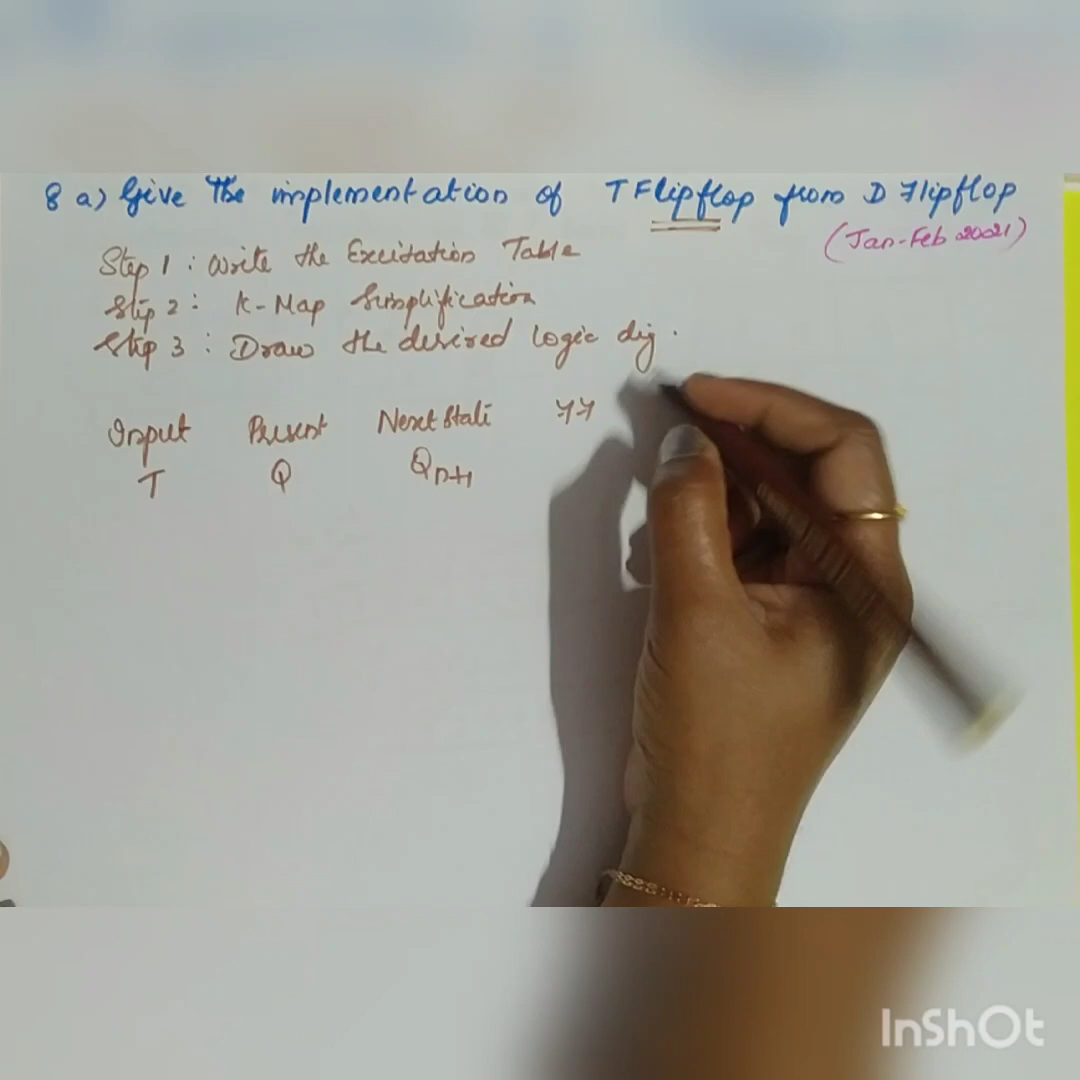 8 a) Give the implementation of T Flipflop from D Flipflop
(Jan-Feb 2021)
Step 1 : Write the Excitation Table
Step 2 : K-Map Simplification
Step 3 : Draw the desired logic dig.
Input Present Next State FF
T Q Qn+1
InShOt